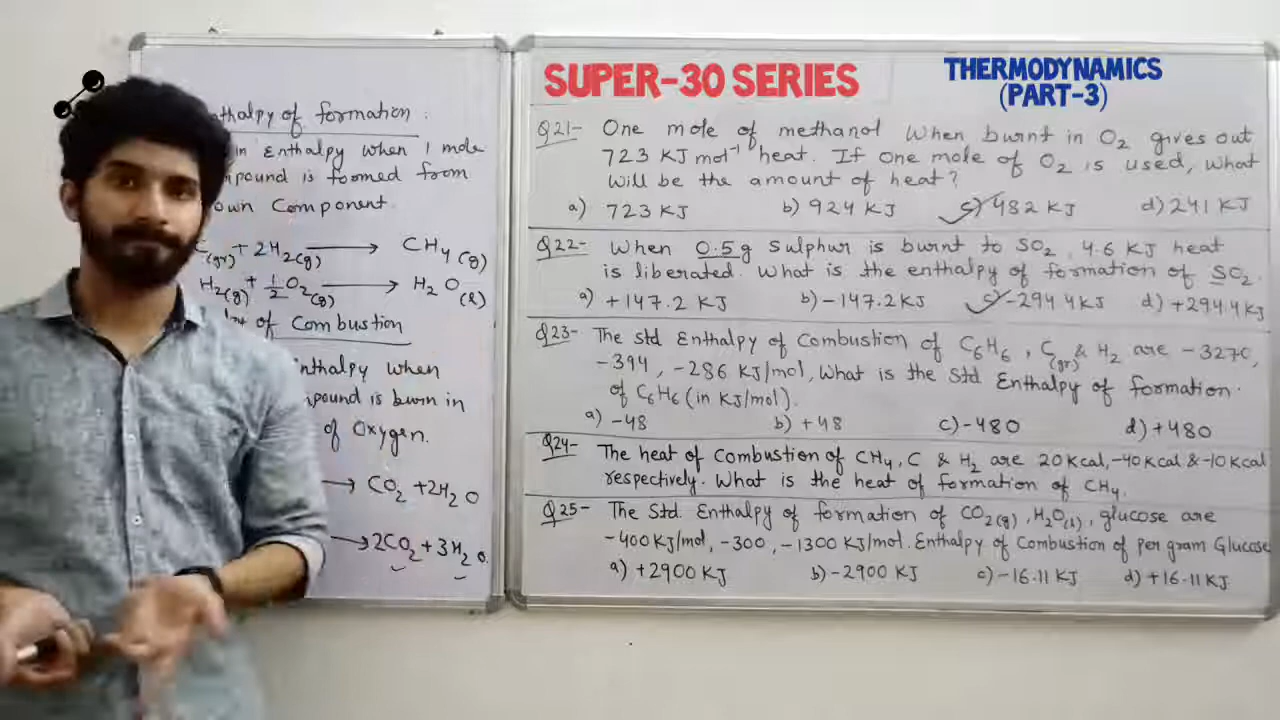 SUPER-30 SERIES
THERMODYNAMICS
(PART-3)
of formation :
in Enthalpy when 1 mole
is formed from
own Component.
(gr) + 2H2(g) → CH4(g)
H2(g) + 1/2 O2(g) → H2O(l)
of Combustion
when
is burn in
of Oxygen.
→ CO2 + 2H2O
→ 2CO2 + 3H2O.
Q21- One mole of methanol When burnt in O2 gives out
723 KJ mol⁻¹ heat. If one mole of O2 is used, what
will be the amount of heat?
a) 723 KJ b) 924 KJ c) 482 KJ d) 241 KJ
Q22- When 0.5g Sulphur is burnt to SO2, 4.6 KJ heat
is liberated. What is the enthalpy of formation of SO2.
a) +147.2 KJ b) -147.2 KJ c) -294.4 KJ d) +294.4 KJ
Q23- The std Enthalpy of Combustion of C6H6, C(gr) & H2 are -3270,
-394, -286 KJ/mol, What is the Std Enthalpy of formation.
of C6H6 (in KJ/mol).
a) -48 b) +48 c) -480 d) +480
Q24- The heat of Combustion of CH4, C & H2 are 20 Kcal, -40 Kcal & -10 Kcal
respectively. What is the heat of formation of CH4.
Q25- The Std. Enthalpy of formation of CO2(g), H2O(l), glucose are
-400 KJ/mol, -300, -1300 KJ/mol. Enthalpy of Combustion of per gram Glucose
a) +2900 KJ b) -2900 KJ c) -16.11 KJ d) +16.11 KJ